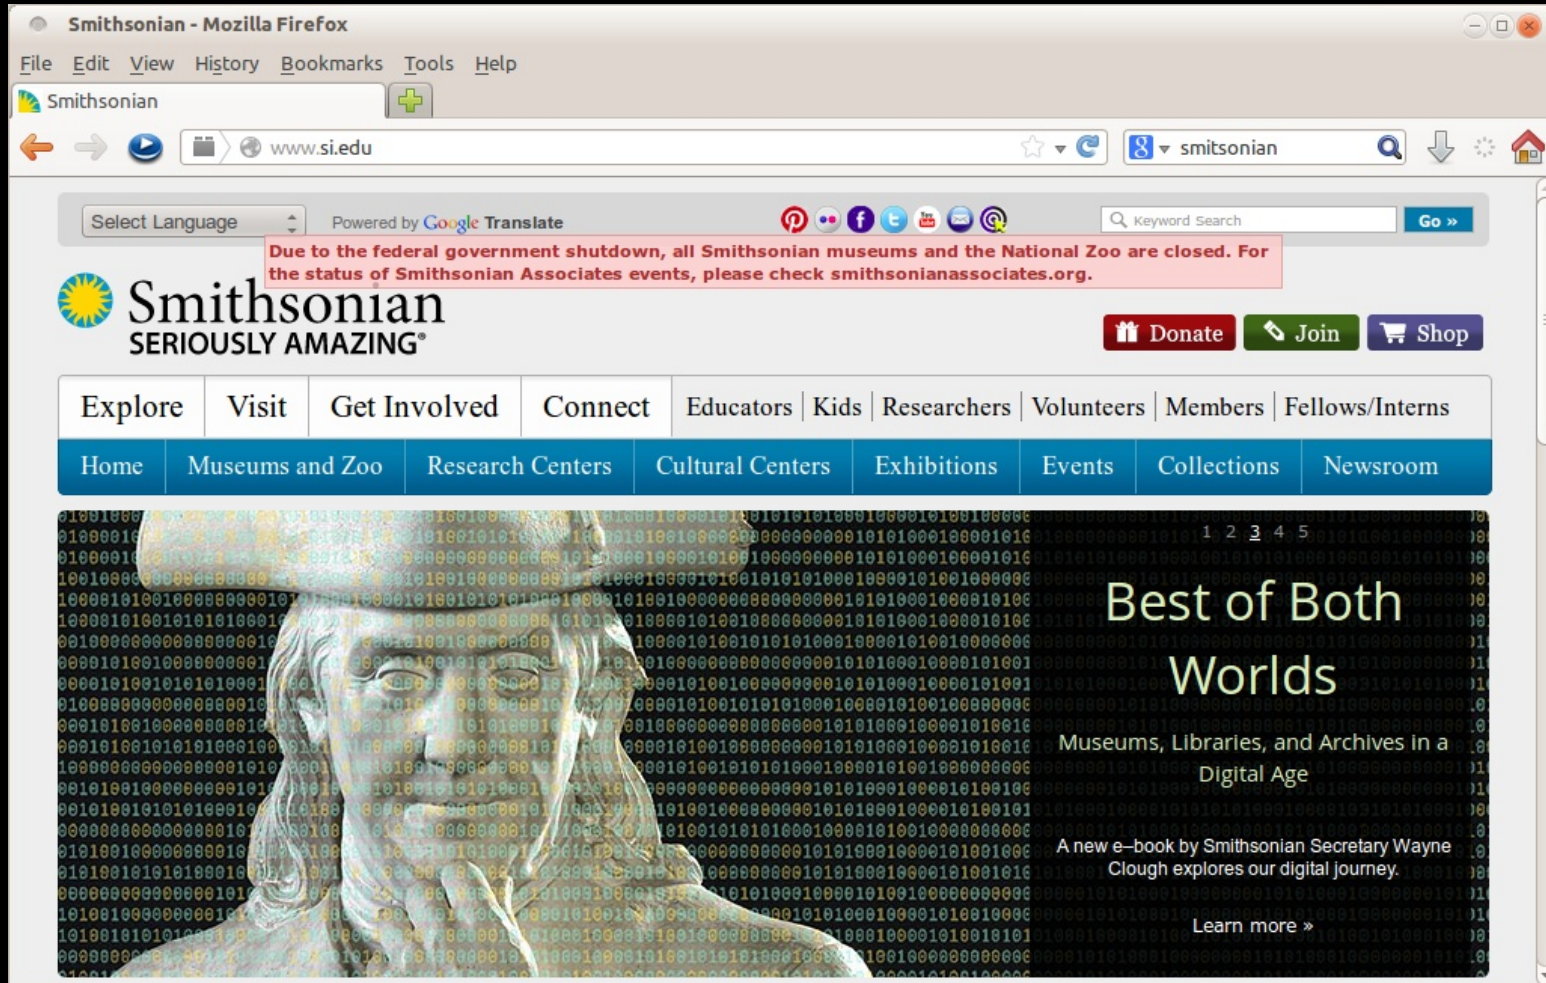 Smithsonian - Mozilla Firefox
File Edit View History Bookmarks Tools Help
Smithsonian
www.si.edu
smitsonian
Select Language
Powered by Google Translate
Keyword Search
Go »
Due to the federal government shutdown, all Smithsonian museums and the National Zoo are closed. For
the status of Smithsonian Associates events, please check smithsonianassociates.org.
Smithsonian
SERIOUSLY AMAZING®
Donate Join Shop
Explore Visit Get Involved Connect Educators | Kids | Researchers | Volunteers | Members | Fellows/Interns
Home Museums and Zoo Research Centers Cultural Centers Exhibitions Events Collections Newsroom
1 2 3 4 5
Best of Both
Worlds
Museums, Libraries, and Archives in a
Digital Age
A new e–book by Smithsonian Secretary Wayne
Clough explores our digital journey.
Learn more »